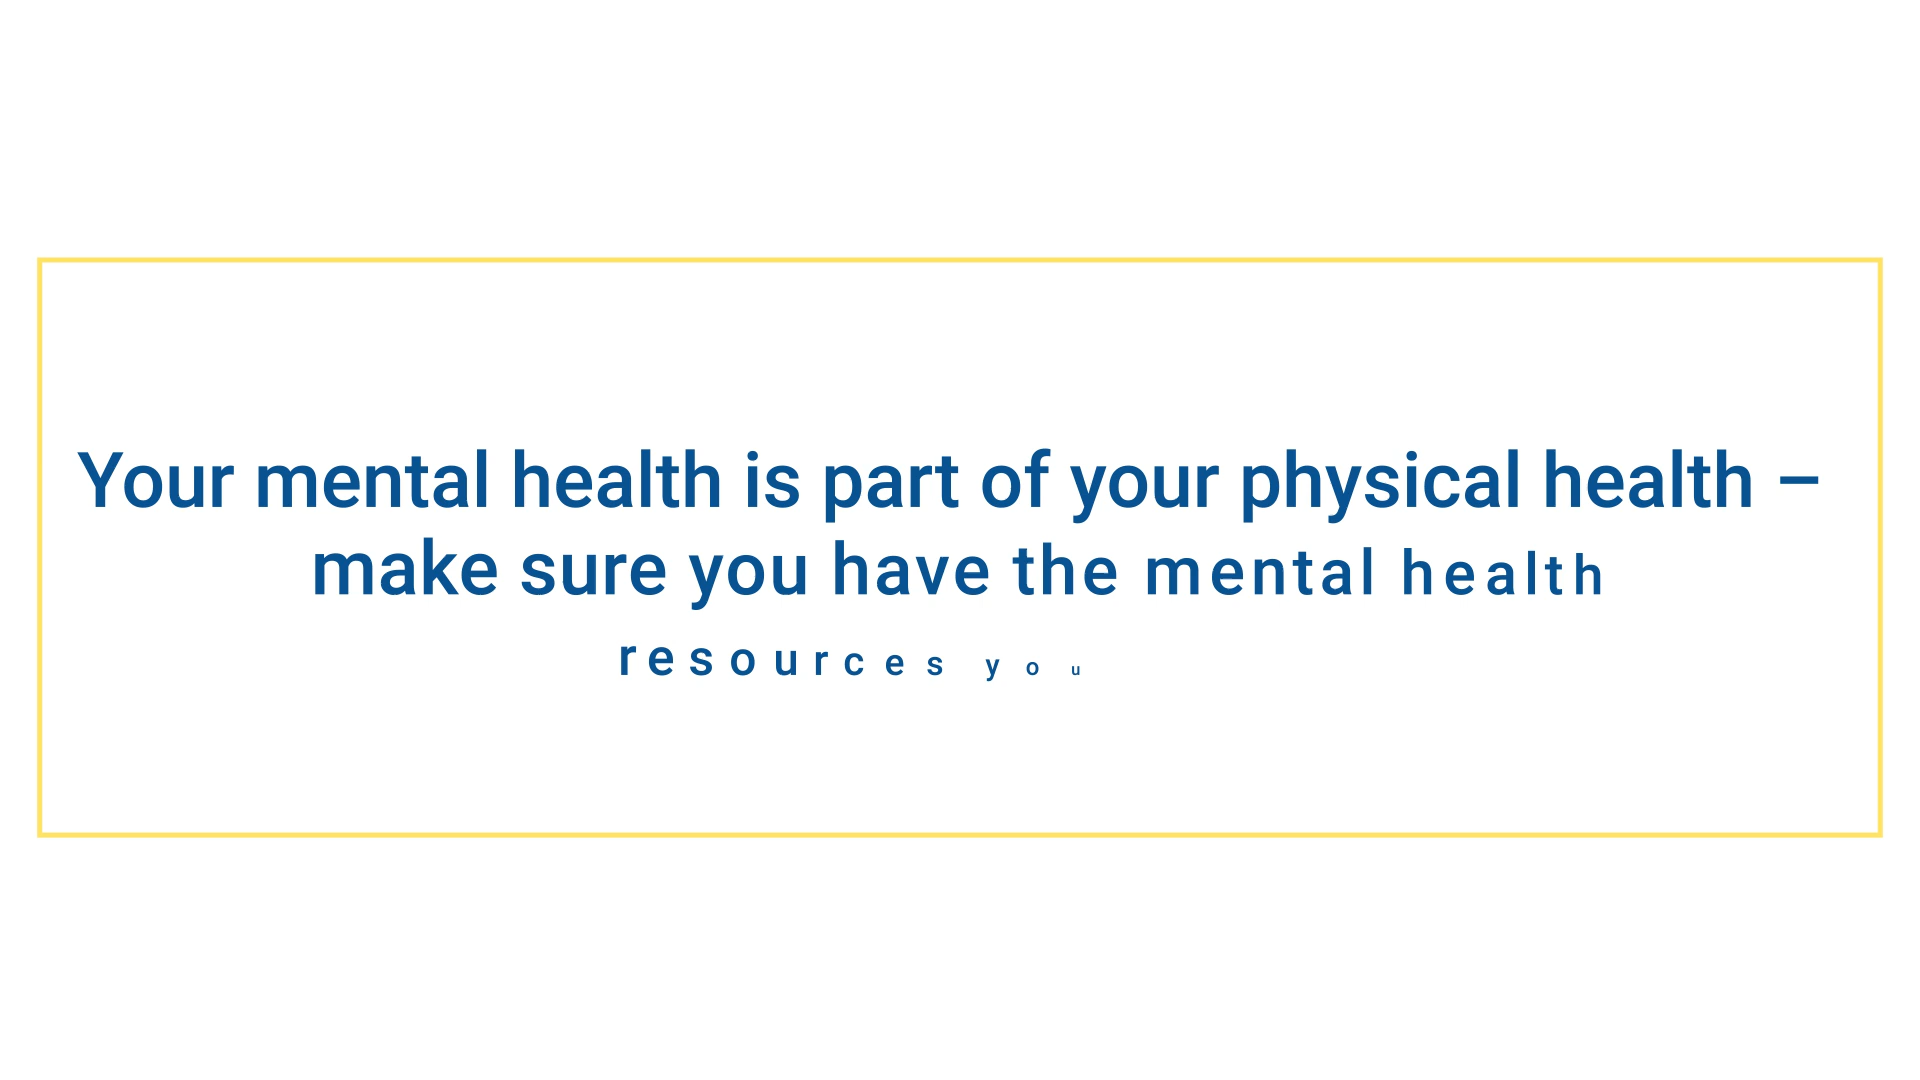 Your mental health is part of your physical health –
make sure you have the mental health
resources you